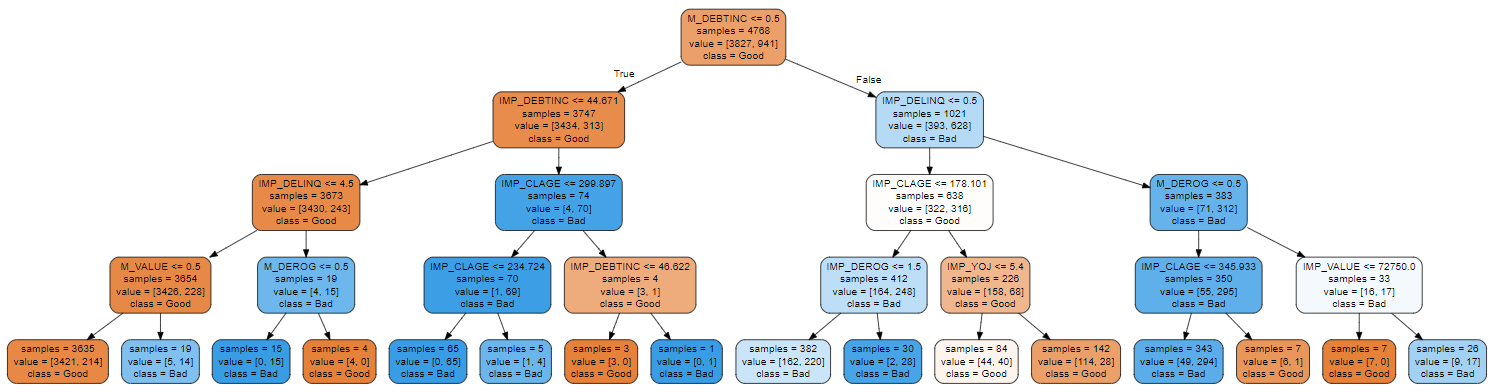 M_DEBTINC <= 0.5
samples = 4768
value = [3827, 941]
class = Good
True
False
IMP_DEBTINC <= 44.671
samples = 3747
value = [3434, 313]
class = Good
IMP_DELINQ <= 0.5
samples = 1021
value = [393, 628]
class = Bad
IMP_DELINQ <= 4.5
samples = 3673
value = [3430, 243]
class = Good
IMP_CLAGE <= 299.897
samples = 74
value = [4, 70]
class = Bad
IMP_CLAGE <= 178.101
samples = 638
value = [322, 316]
class = Good
M_DEROG <= 0.5
samples = 383
value = [71, 312]
class = Bad
M_VALUE <= 0.5
samples = 3654
value = [3426, 228]
class = Good
M_DEROG <= 0.5
samples = 19
value = [4, 15]
class = Bad
IMP_CLAGE <= 234.724
samples = 70
value = [1, 69]
class = Bad
IMP_DEBTINC <= 46.622
samples = 4
value = [3, 1]
class = Good
IMP_DEROG <= 1.5
samples = 412
value = [164, 248]
class = Bad
IMP_YOJ <= 5.4
samples = 226
value = [158, 68]
class = Good
IMP_CLAGE <= 345.933
samples = 350
value = [55, 295]
class = Bad
IMP_VALUE <= 72750.0
samples = 33
value = [16, 17]
class = Bad
samples = 3635
value = [3421, 214]
class = Good
samples = 19
value = [5, 14]
class = Bad
samples = 15
value = [0, 15]
class = Bad
samples = 4
value = [4, 0]
class = Good
samples = 65
value = [0, 65]
class = Bad
samples = 5
value = [1, 4]
class = Bad
samples = 3
value = [3, 0]
class = Good
samples = 1
value = [0, 1]
class = Bad
samples = 382
value = [162, 220]
class = Bad
samples = 30
value = [2, 28]
class = Bad
samples = 84
value = [44, 40]
class = Good
samples = 142
value = [114, 28]
class = Good
samples = 343
value = [49, 294]
class = Bad
samples = 7
value = [6, 1]
class = Good
samples = 7
value = [7, 0]
class = Good
samples = 26
value = [9, 17]
class = Bad